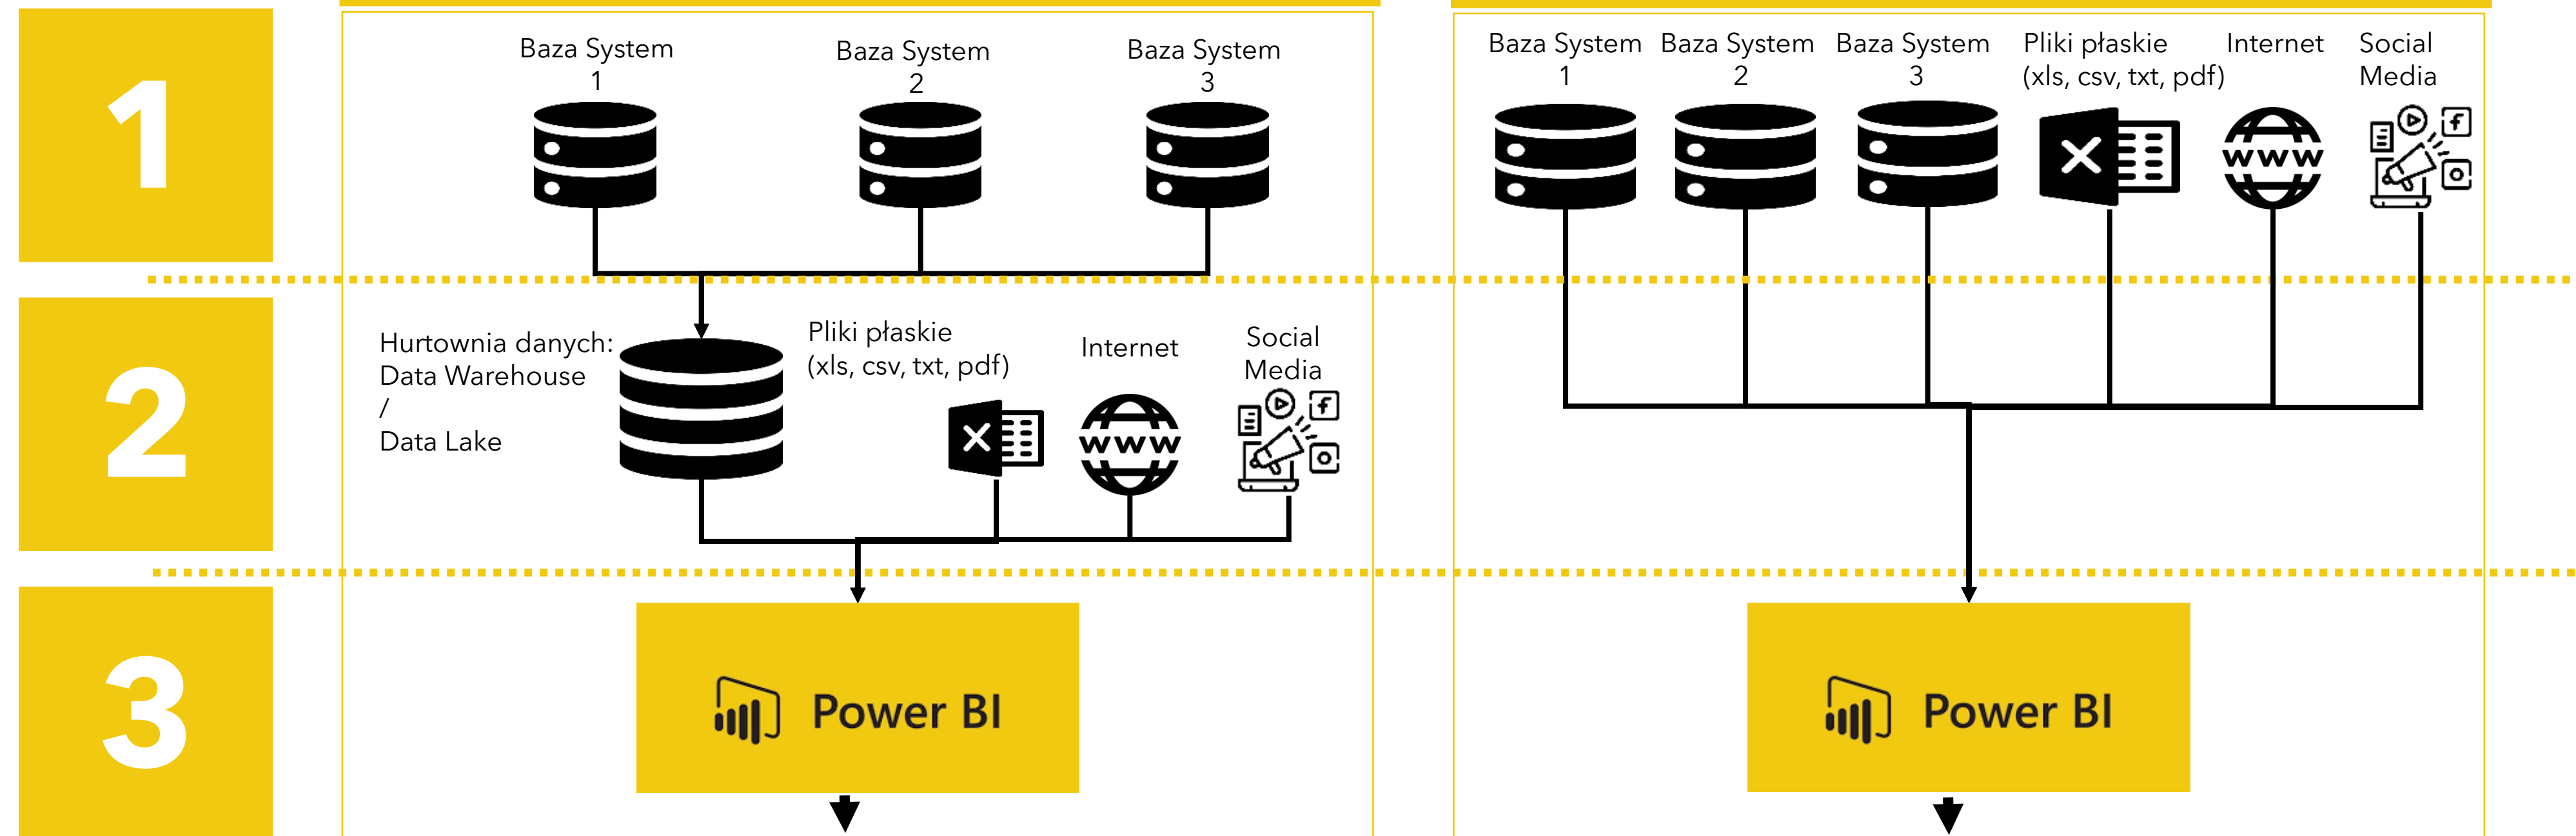 1
Baza System
1
Baza System
2
Baza System
3
Baza System
1
Baza System
2
Baza System
3
Pliki płaskie
(xls, csv, txt, pdf)
Internet
Social
Media
X
WWW
f
2
Hurtownia danych:
Data Warehouse
/
Data Lake
Pliki płaskie
(xls, csv, txt, pdf)
Internet
Social
Media
X
WWW
f
3
Power BI
Power BI